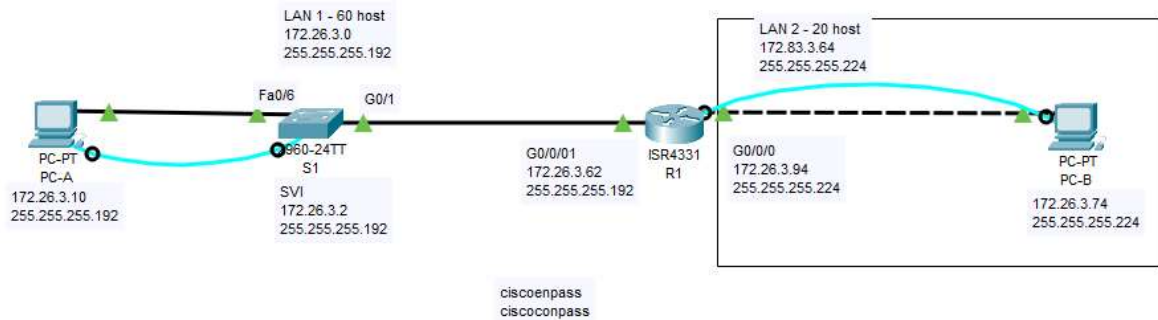 LAN 1 - 60 host
172.26.3.0
255.255.255.192
LAN 2 - 20 host
172.83.3.64
255.255.255.224
Fa0/6
G0/1
PC-PT
PC-A
172.26.3.10
255.255.255.192
960-24TT
S1
SVI
172.26.3.2
255.255.255.192
G0/0/01
172.26.3.62
255.255.255.192
ISR4331
R1
G0/0/0
172.26.3.94
255.255.255.224
PC-PT
PC-B
172.26.3.74
255.255.255.224
ciscoenpass
ciscoconpass